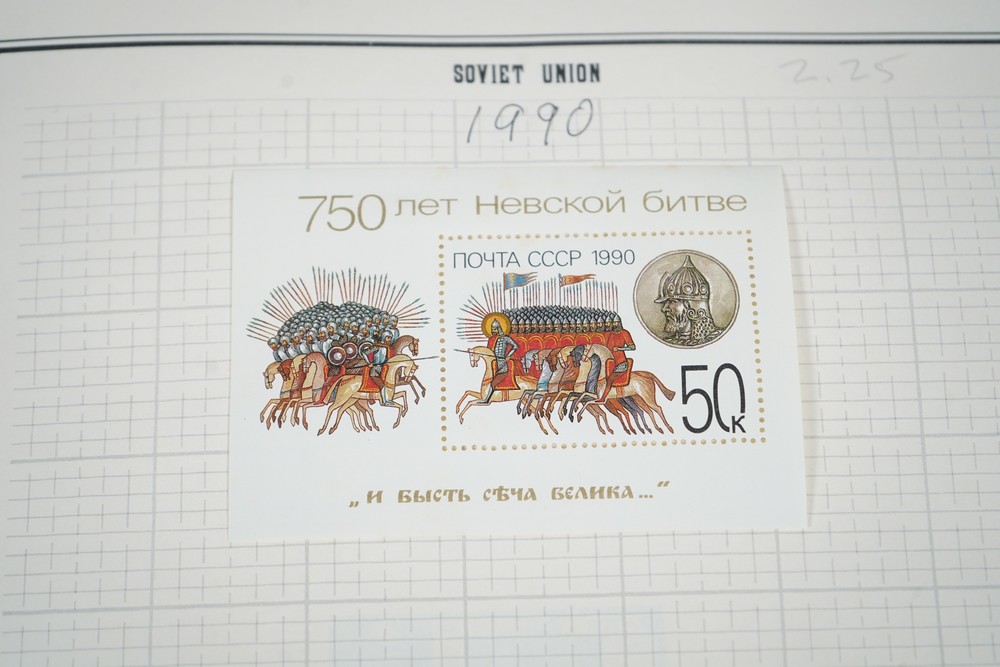 SOVIET UNION
2.25
1990
750 лет Невской битве
ПОЧТА СССР 1990
50к
„и бысть сѣча велика..."